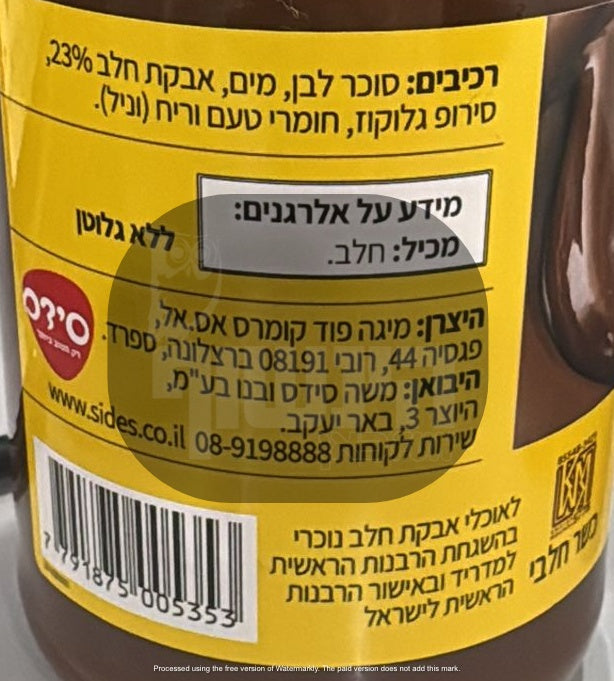 רכיבים: סוכר לבן, מים, אבקת חלב 23%,
סירופ גלוקוז, חומרי טעם וריח (וניל).
מידע על אלרגנים:
מכיל: חלב.
ללא גלוטן
היצרן: מיגה פוד קומרס אס.אל,
פגסיה 44, רובי 08191 ברצלונה, ספרד.
היבואן: משה סידס ובנו בע"מ,
היוצר 3, באר יעקב.
שירות לקוחות 08-9198888 www.sides.co.il
סידס
לאוכלי אבקת חלב נוכרי
בהשגחת הרבנות הראשית
למדריד ובאישור הרבנות
הראשית לישראל
כשר חלבי
7 791875 005353
Processed using the free version of Watermarkly. The paid version does not add this mark.